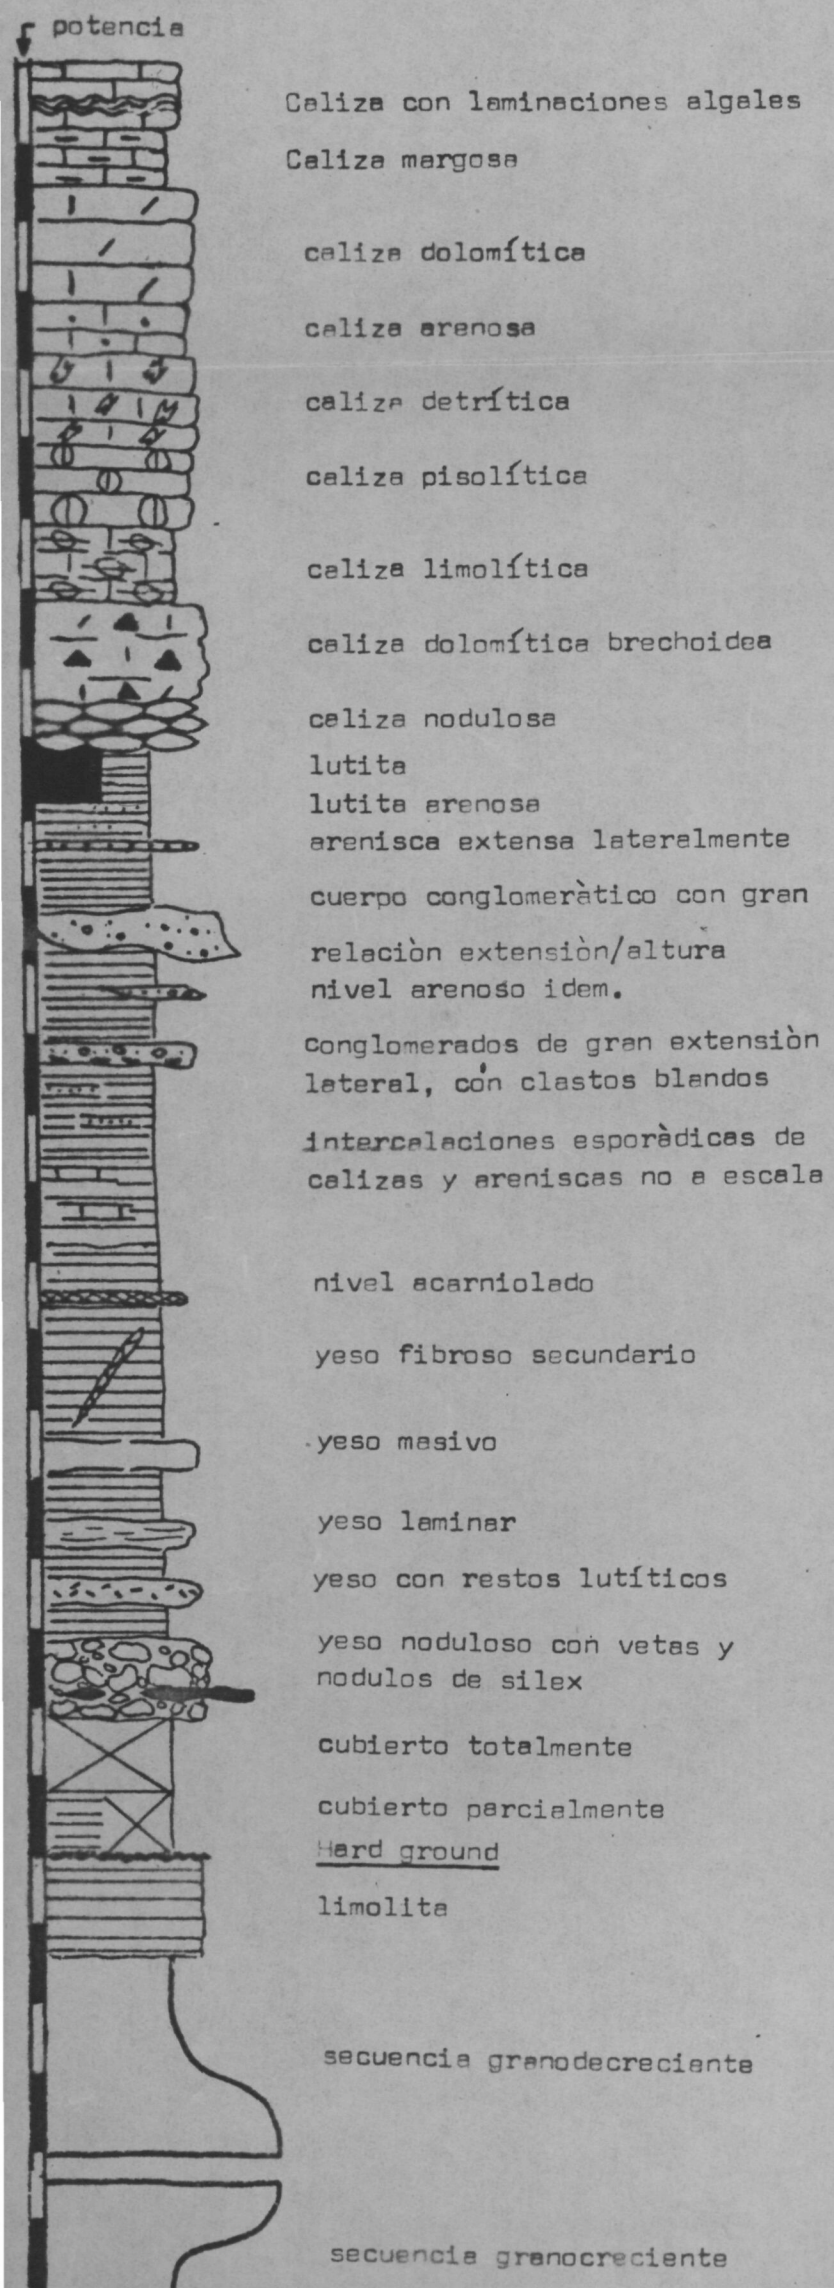 potencia
Caliza con laminaciones algales
Caliza margosa
caliza dolomítica
caliza arenosa
caliza detrítica
caliza pisolítica
caliza limolítica
caliza dolomítica brechoidea
caliza nodulosa
lutita
lutita arenosa
arenisca extensa lateralmente
cuerpo conglomeràtico con gran
relaciòn extensiòn/altura
nivel arenoso idem.
conglomerados de gran extensiòn
lateral, con clastos blandos
intercalaciones esporàdicas de
calizas y areniscas no a escala
nivel acarniolado
yeso fibroso secundario
yeso masivo
yeso laminar
yeso con restos lutíticos
yeso noduloso con vetas y
nodulos de silex
cubierto totalmente
cubierto parcialmente
Hard ground
limolita
secuencia granodecreciente
secuencia granocreciente